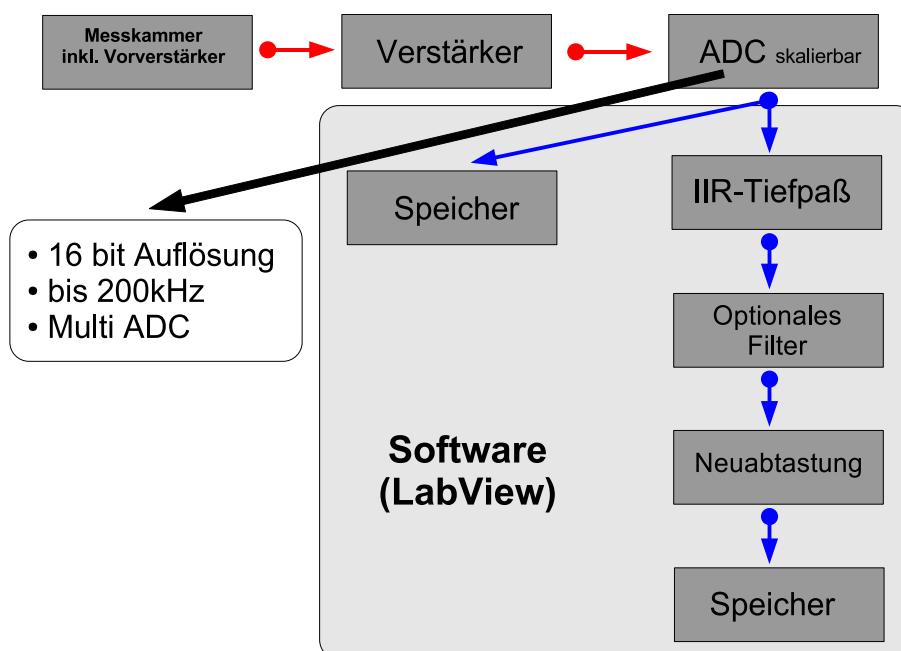 Messkammer
inkl. Vorverstärker
Verstärker
ADC skalierbar
Speicher
IIR-Tiefpaß
• 16 bit Auflösung
• bis 200kHz
• Multi ADC
Optionales
Filter
Software
(LabView)
Neuabtastung
Speicher